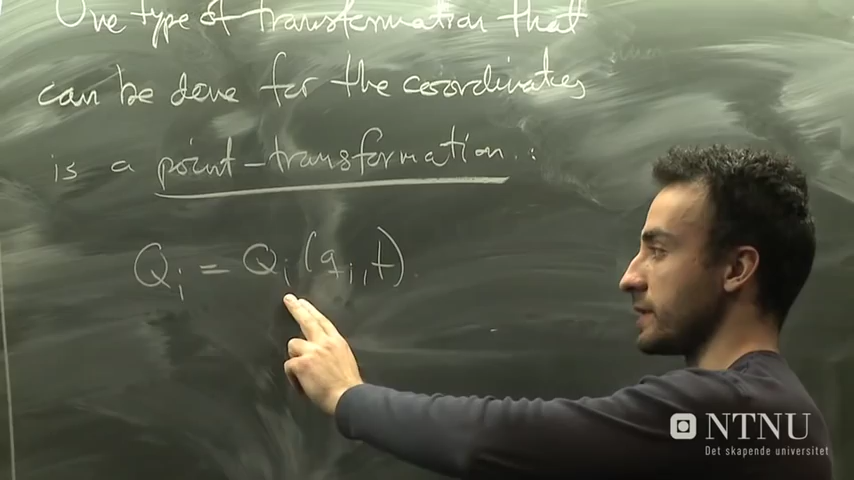 One type of transformation that
can be done for the coordinates
is a point-transformation.:
Qᵢ = Qᵢ(qᵢ, t)
NTNU
Det skapende universitet